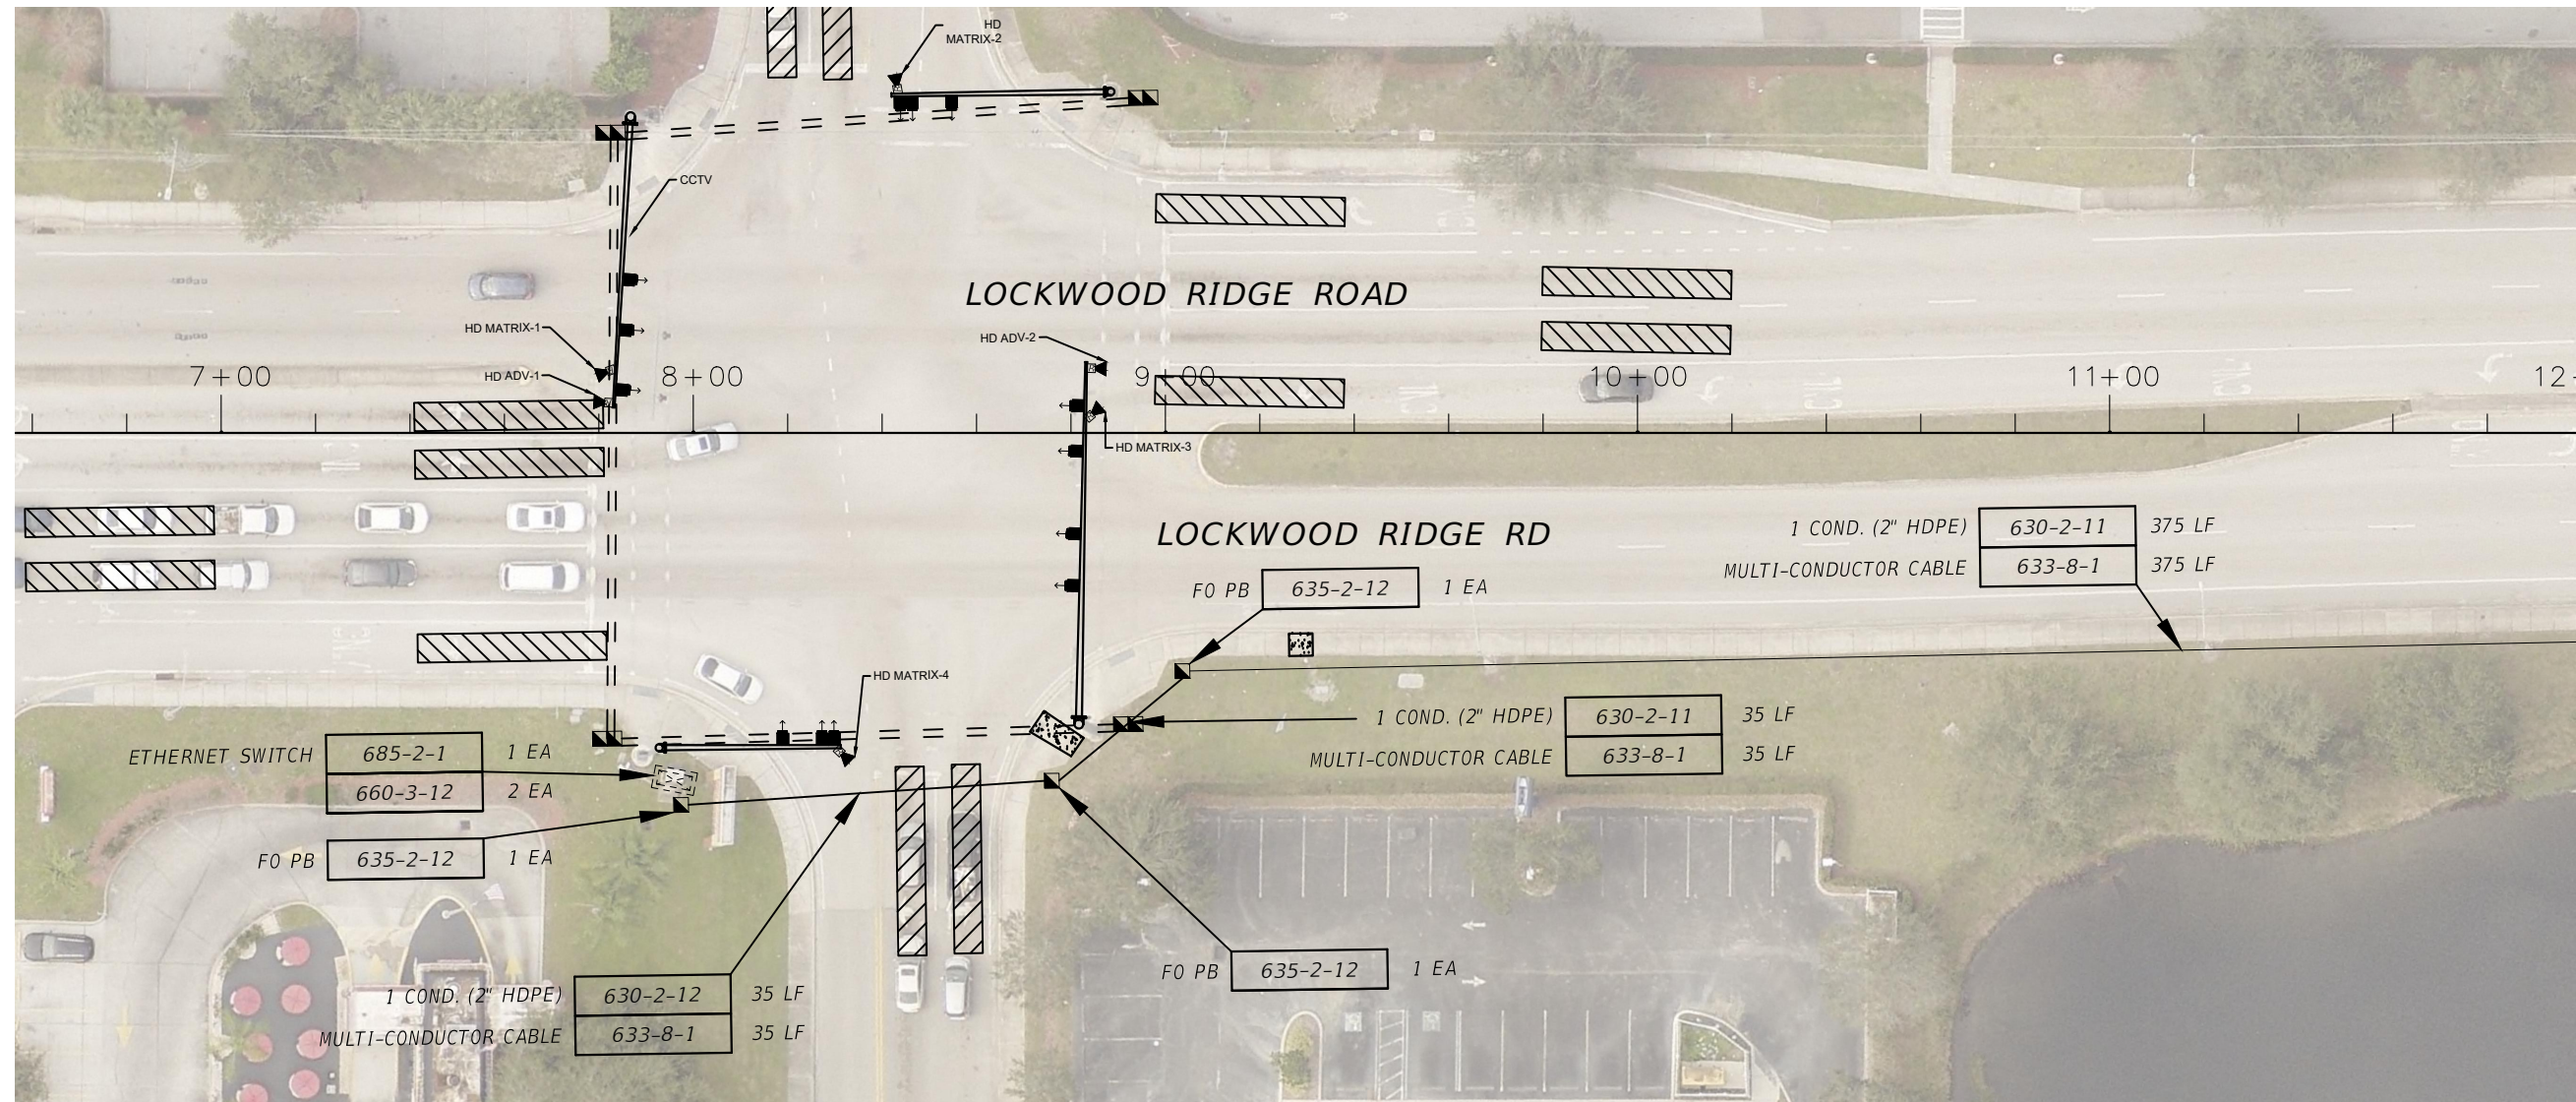 HD
MATRIX-2
CCTV
LOCKWOOD RIDGE ROAD
HD MATRIX-1
HD ADV-2
HD ADV-1
7+00
8+00
9+00
10+00
11+00
12+
HD MATRIX-3
LOCKWOOD RIDGE RD
1 COND. (2" HDPE) 630-2-11 375 LF
MULTI-CONDUCTOR CABLE 633-8-1 375 LF
FO PB 635-2-12 1 EA
HD MATRIX-4
1 COND. (2" HDPE) 630-2-11 35 LF
MULTI-CONDUCTOR CABLE 633-8-1 35 LF
ETHERNET SWITCH 685-2-1 1 EA
660-3-12 2 EA
FO PB 635-2-12 1 EA
FO PB 635-2-12 1 EA
1 COND. (2" HDPE) 630-2-12 35 LF
MULTI-CONDUCTOR CABLE 633-8-1 35 LF